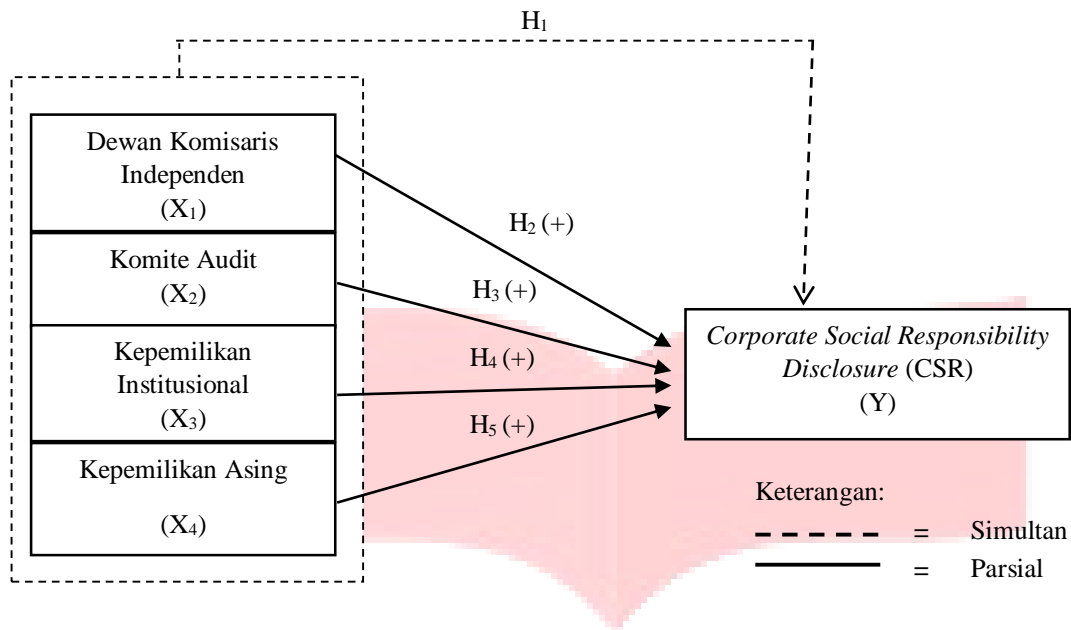 H₁
Dewan Komisaris
Independen
(X₁)
Komite Audit
(X₂)
Kepemilikan
Institusional
(X₃)
Kepemilikan Asing
(X₄)
H₂ (+)
H₃ (+)
H₄ (+)
H₅ (+)
Corporate Social Responsibility
Disclosure (CSR)
(Y)
Keterangan:
= Simultan
= Parsial